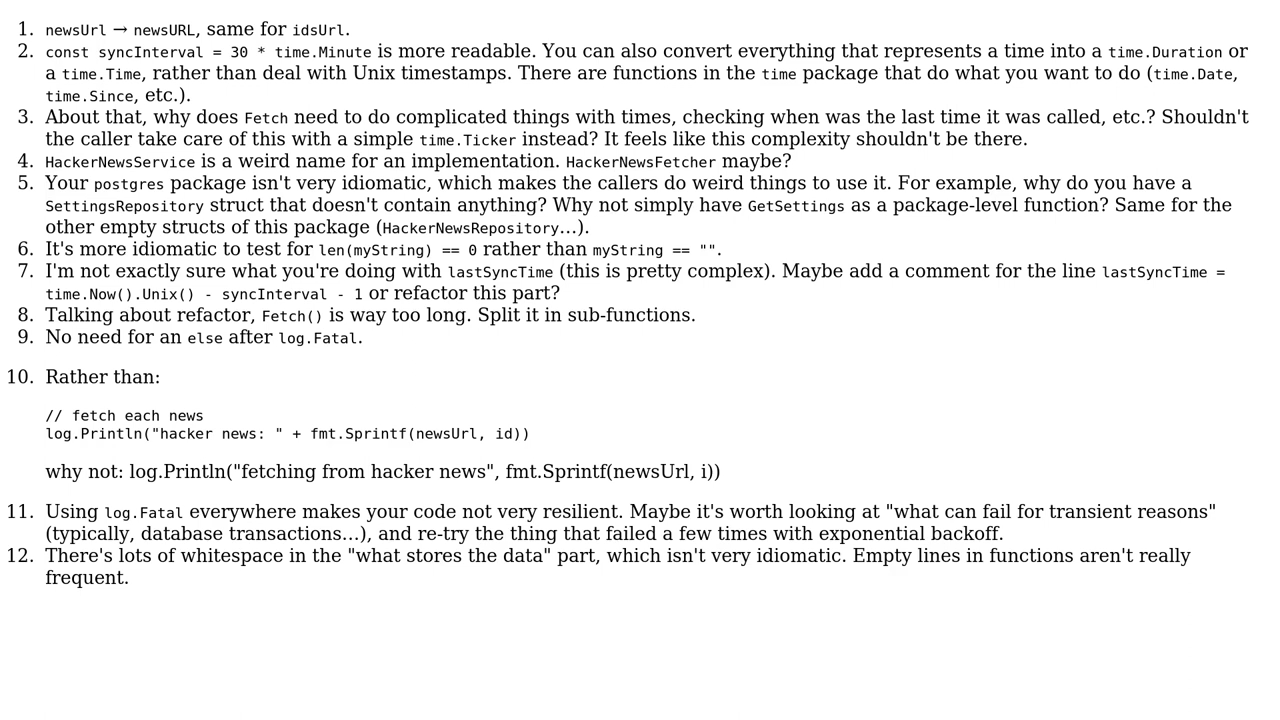 1. newsUrl → newsURL, same for idsUrl.
2. const syncInterval = 30 * time.Minute is more readable. You can also convert everything that represents a time into a time.Duration or
a time.Time, rather than deal with Unix timestamps. There are functions in the time package that do what you want to do (time.Date,
time.Since, etc.).
3. About that, why does Fetch need to do complicated things with times, checking when was the last time it was called, etc.? Shouldn't
the caller take care of this with a simple time.Ticker instead? It feels like this complexity shouldn't be there.
4. HackerNewsService is a weird name for an implementation. HackerNewsFetcher maybe?
5. Your postgres package isn't very idiomatic, which makes the callers do weird things to use it. For example, why do you have a
SettingsRepository struct that doesn't contain anything? Why not simply have GetSettings as a package-level function? Same for the
other empty structs of this package (HackerNewsRepository…).
6. It's more idiomatic to test for len(myString) == 0 rather than myString == "".
7. I'm not exactly sure what you're doing with lastSyncTime (this is pretty complex). Maybe add a comment for the line lastSyncTime =
time.Now().Unix() - syncInterval - 1 or refactor this part?
8. Talking about refactor, Fetch() is way too long. Split it in sub-functions.
9. No need for an else after log.Fatal.
10. Rather than:
// fetch each news
log.Println("hacker news: " + fmt.Sprintf(newsUrl, id))
why not: log.Println("fetching from hacker news", fmt.Sprintf(newsUrl, i))
11. Using log.Fatal everywhere makes your code not very resilient. Maybe it's worth looking at "what can fail for transient reasons"
(typically, database transactions…), and re-try the thing that failed a few times with exponential backoff.
12. There's lots of whitespace in the "what stores the data" part, which isn't very idiomatic. Empty lines in functions aren't really
frequent.